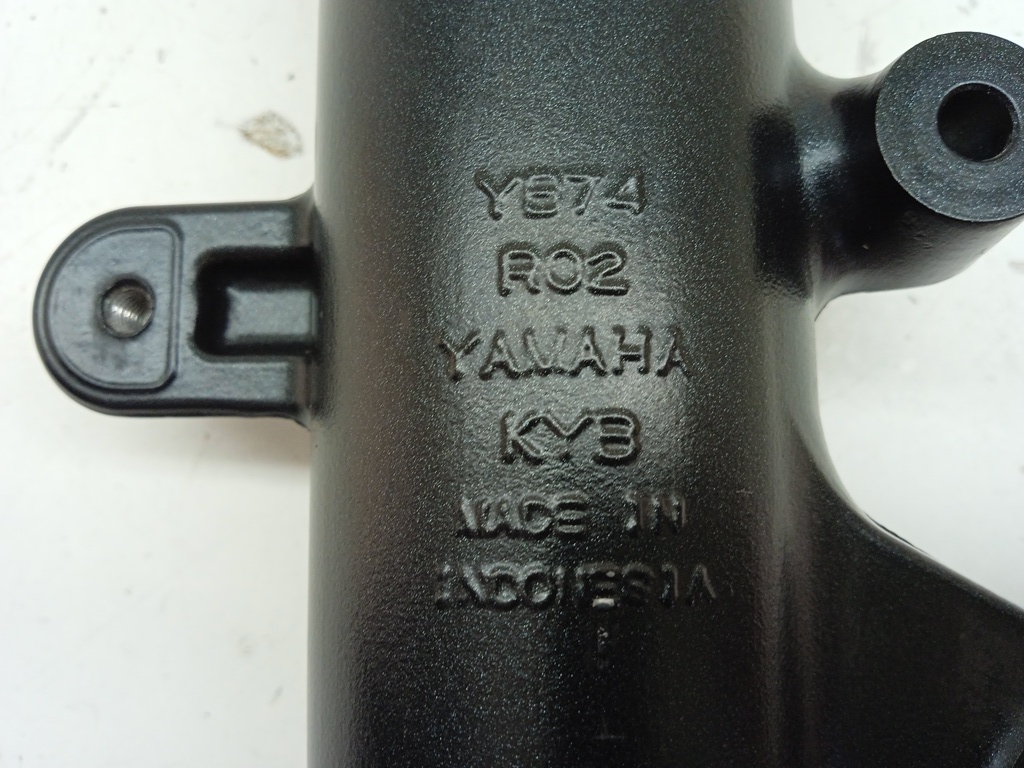 YB74
R02
YAMAHA
KYB
MADE IN
INDONESIA